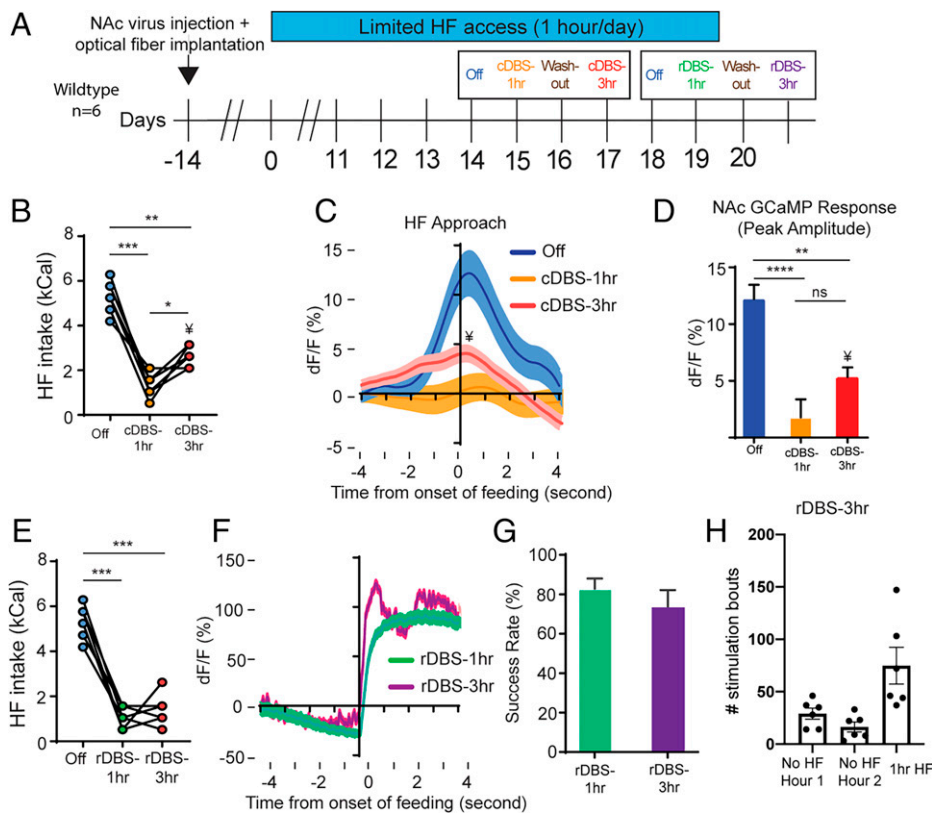 A
NAc virus injection +
optical fiber implantation
Limited HF access (1 hour/day)
Wildtype
n=6
Off
cDBS-
1hr
Wash-
out
cDBS-
3hr
Off
rDBS-
1hr
Wash-
out
rDBS-
3hr
Days
-14 0 11 12 13 14 15 16 17 18 19 20 21
B
HF intake (kCal)
8
6
4
2
0
**
***
*
¥
Off
cDBS-
1hr
cDBS-
3hr
C
HF Approach
dF/F (%)
15
10
5
0
-5
Off
cDBS-1hr
cDBS-3hr
¥
-4 -2 0 2 4
Time from onset of feeding (second)
D
NAc GCaMP Response
(Peak Amplitude)
dF/F (%)
15
10
5
0
**
****
ns
¥
Off
cDBS-
1hr
cDBS-
3hr
E
HF intake (kCal)
8
6
4
2
0
***
***
Off
rDBS-
1hr
rDBS-
3hr
F
dF/F (%)
150
100
50
0
-50
rDBS-1hr
rDBS-3hr
-4 -2 0 2 4
Time from onset of feeding (second)
G
Success Rate (%)
100
80
60
40
20
0
rDBS-
1hr
rDBS-
3hr
H
rDBS-3hr
# stimulation bouts
200
150
100
50
0
No HF
Hour 1
No HF
Hour 2
1hr HF